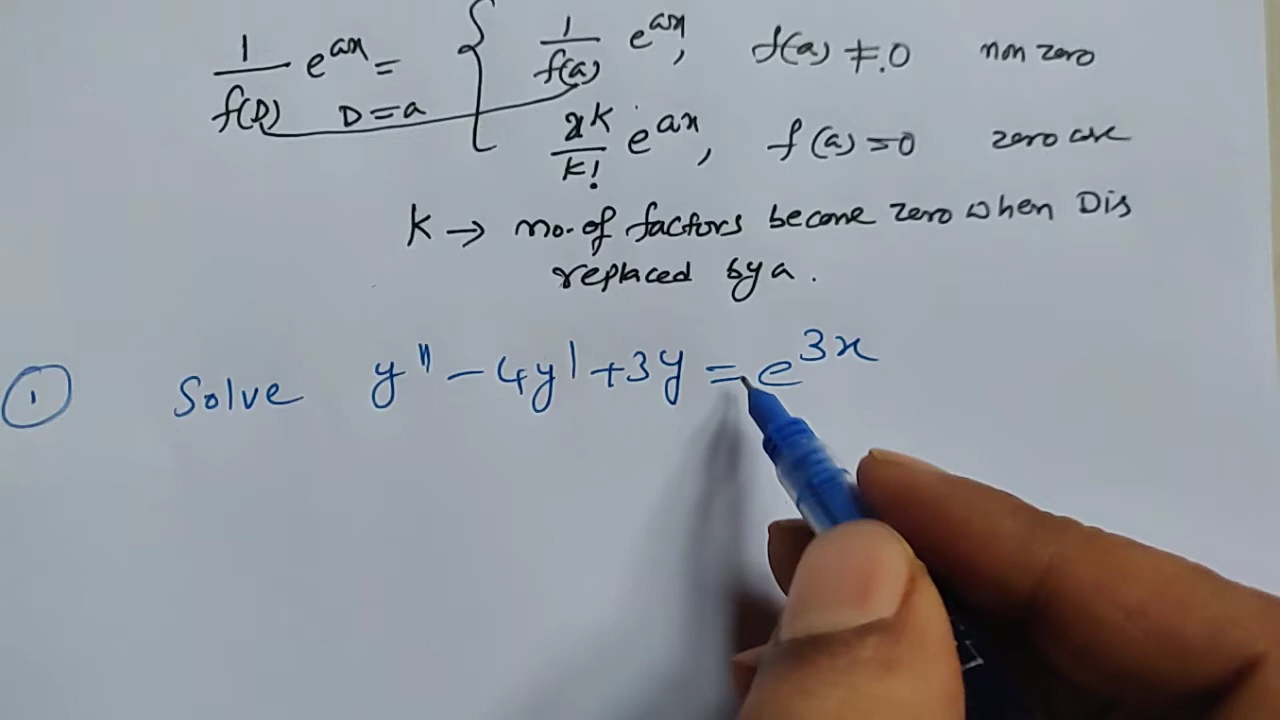 1/f(D) e^{ax} = { 1/f(a) e^{ax}, f(a) ≠ 0 non zero
D = a
x^k/k! e^{ax}, f(a) = 0 zero
K → no. of factors become zero when D is
replaced by a.
① Solve y'' - 4y' + 3y = e^{3x}